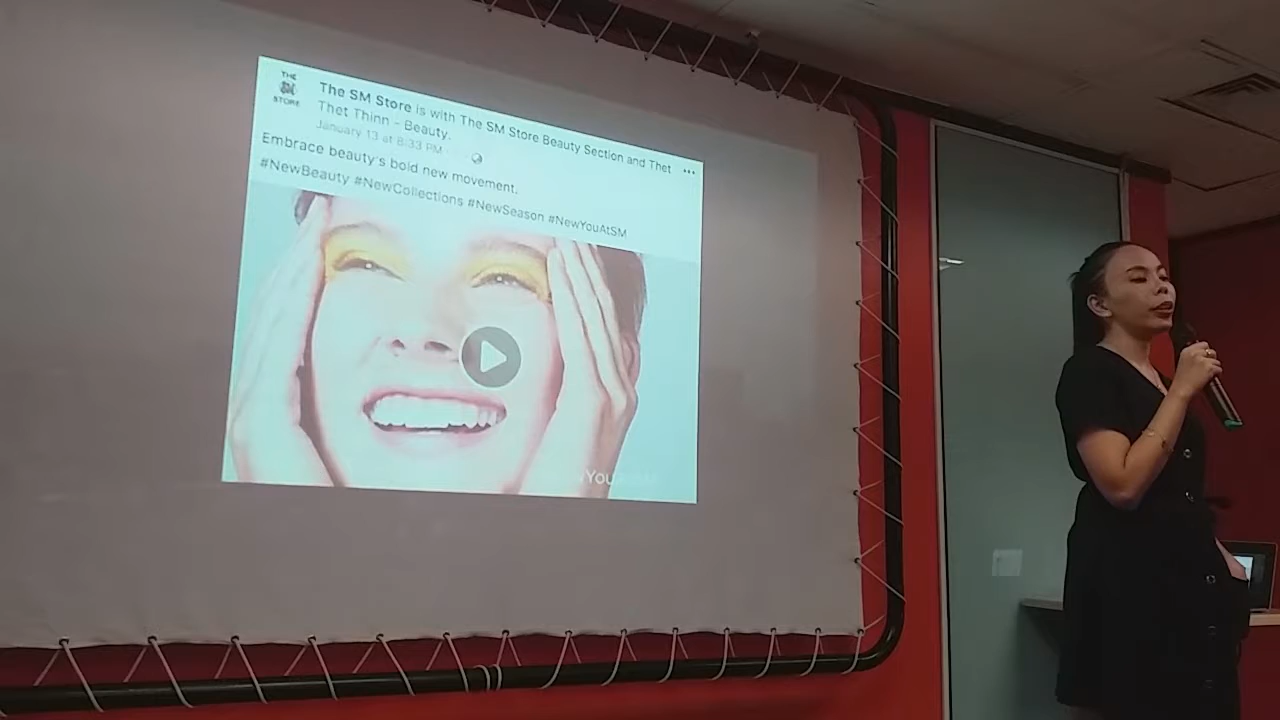 THE
SM
STORE
The SM Store is with The SM Store Beauty Section and Thet
Thet Thinn - Beauty.
January 13 at 8:33 PM
Embrace beauty's bold new movement.
#NewBeauty #NewCollections #NewSeason #NewYouAtSM